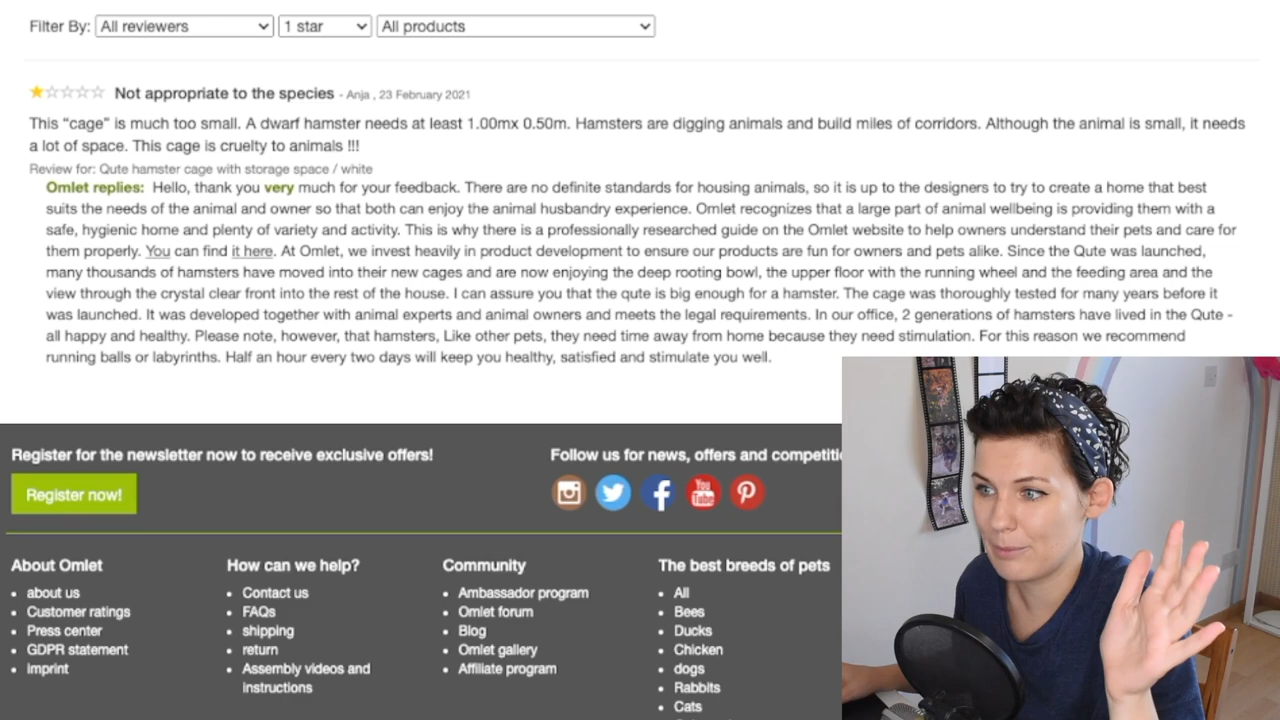 Filter By: All reviewers 1 star All products
Not appropriate to the species - Anja , 23 February 2021
This “cage” is much too small. A dwarf hamster needs at least 1.00mx 0.50m. Hamsters are digging animals and build miles of corridors. Although the animal is small, it needs
a lot of space. This cage is cruelty to animals !!!
Review for: Qute hamster cage with storage space / white
Omlet replies: Hello, thank you very much for your feedback. There are no definite standards for housing animals, so it is up to the designers to try to create a home that best
suits the needs of the animal and owner so that both can enjoy the animal husbandry experience. Omlet recognizes that a large part of animal wellbeing is providing them with a
safe, hygienic home and plenty of variety and activity. This is why there is a professionally researched guide on the Omlet website to help owners understand their pets and care for
them properly. You can find it here. At Omlet, we invest heavily in product development to ensure our products are fun for owners and pets alike. Since the Qute was launched,
many thousands of hamsters have moved into their new cages and are now enjoying the deep rooting bowl, the upper floor with the running wheel and the feeding area and the
view through the crystal clear front into the rest of the house. I can assure you that the qute is big enough for a hamster. The cage was thoroughly tested for many years before it
was launched. It was developed together with animal experts and animal owners and meets the legal requirements. In our office, 2 generations of hamsters have lived in the Qute -
all happy and healthy. Please note, however, that hamsters, Like other pets, they need time away from home because they need stimulation. For this reason we recommend
running balls or labyrinths. Half an hour every two days will keep you healthy, satisfied and stimulate you well.
Register for the newsletter now to receive exclusive offers!
Register now!
Follow us for news, offers and competiti
You Tube
About Omlet
about us
Customer ratings
Press center
GDPR statement
imprint
How can we help?
Contact us
FAQs
shipping
return
Assembly videos and
instructions
Community
Ambassador program
Omlet forum
Blog
Omlet gallery
Affiliate program
The best breeds of pets
All
Bees
Ducks
Chicken
dogs
Rabbits
Cats